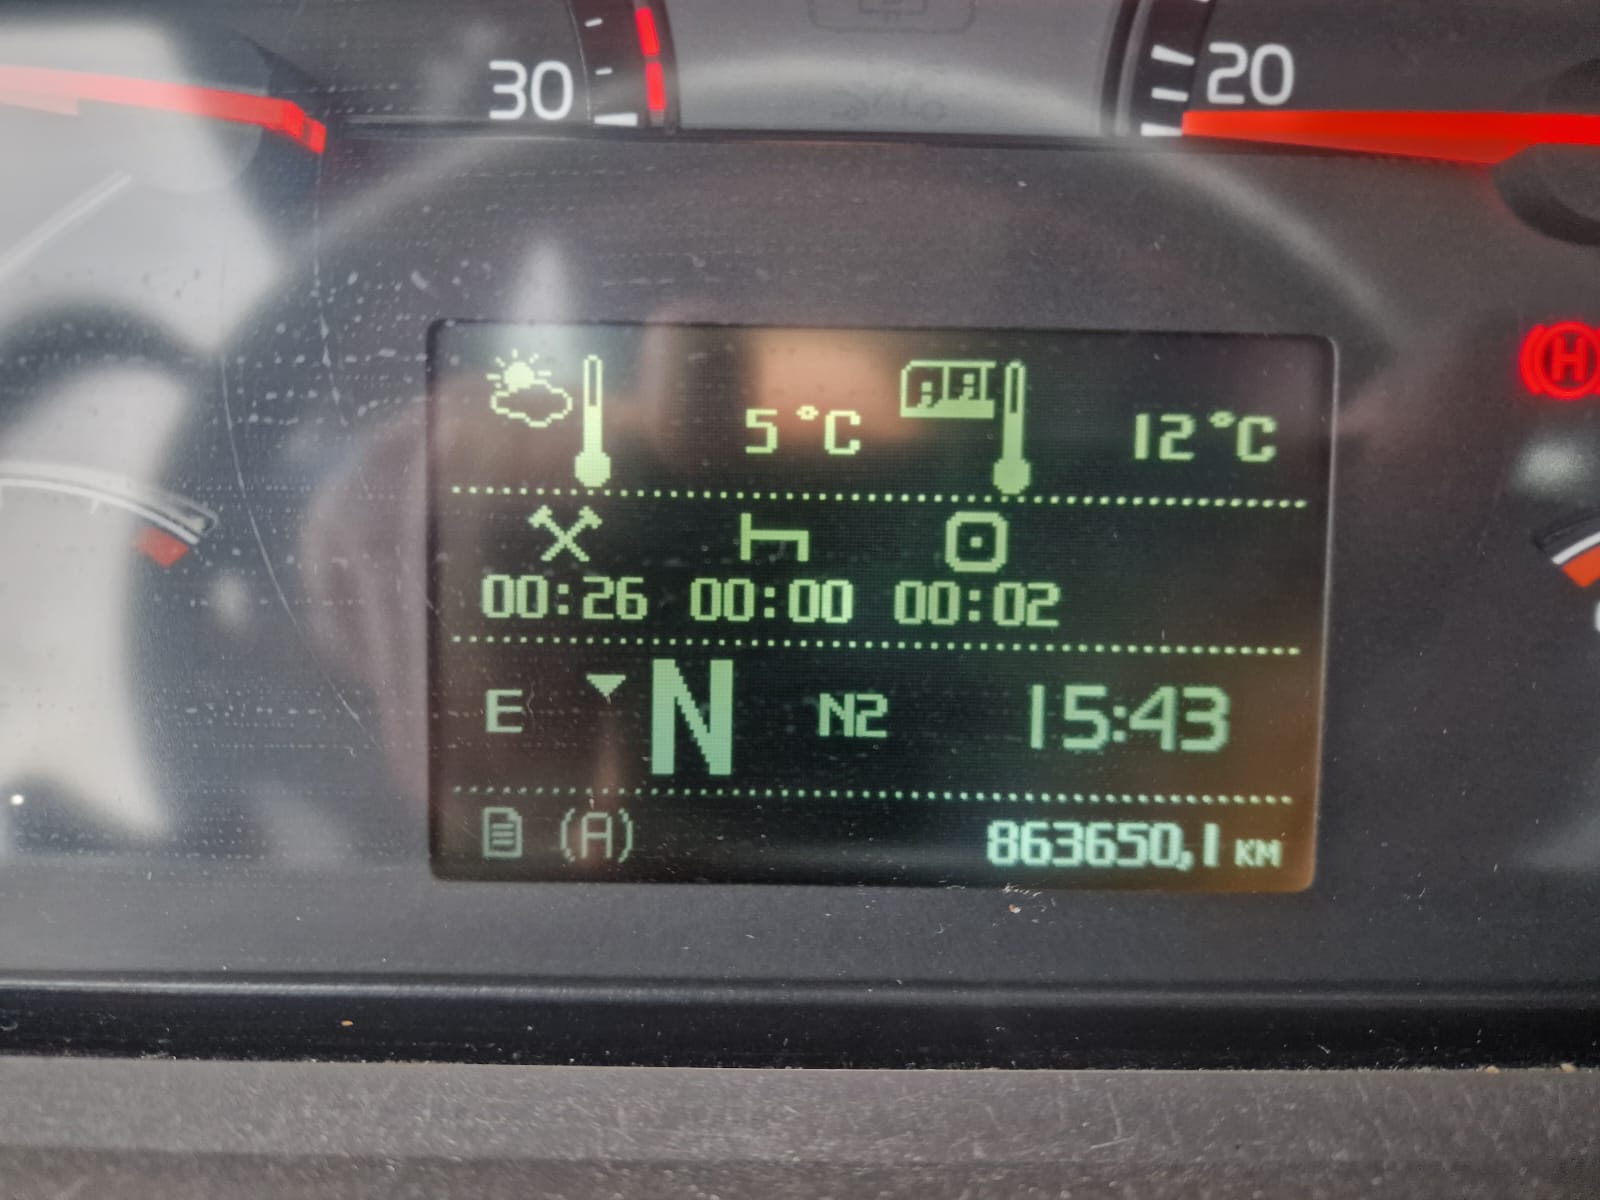 30
20
5°C 12°C
00:26 00:00 00:02
E N N2 15:43
(A) 863650,1 KM
(H)